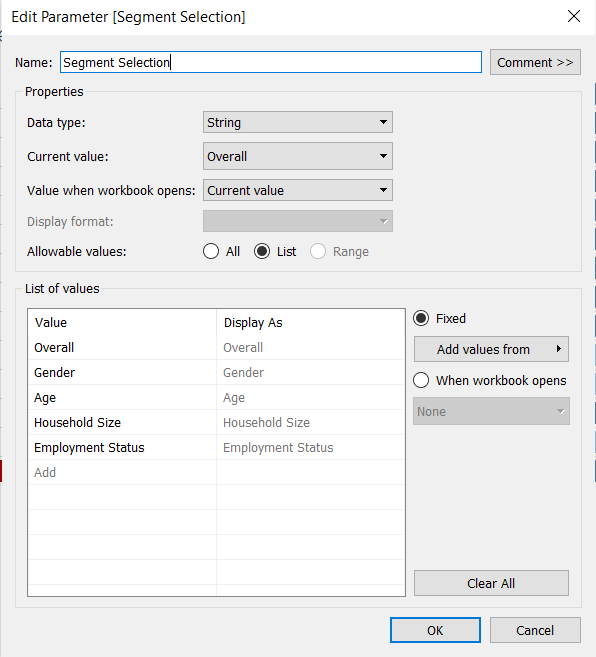 Edit Parameter [Segment Selection]
Name: Segment Selection Comment >>
Properties
Data type: String
Current value: Overall
Value when workbook opens: Current value
Display format:
Allowable values: All List Range
List of values
Value Display As
Overall Overall
Gender Gender
Age Age
Household Size Household Size
Employment Status Employment Status
Add
Fixed
Add values from
When workbook opens
None
Clear All
OK Cancel